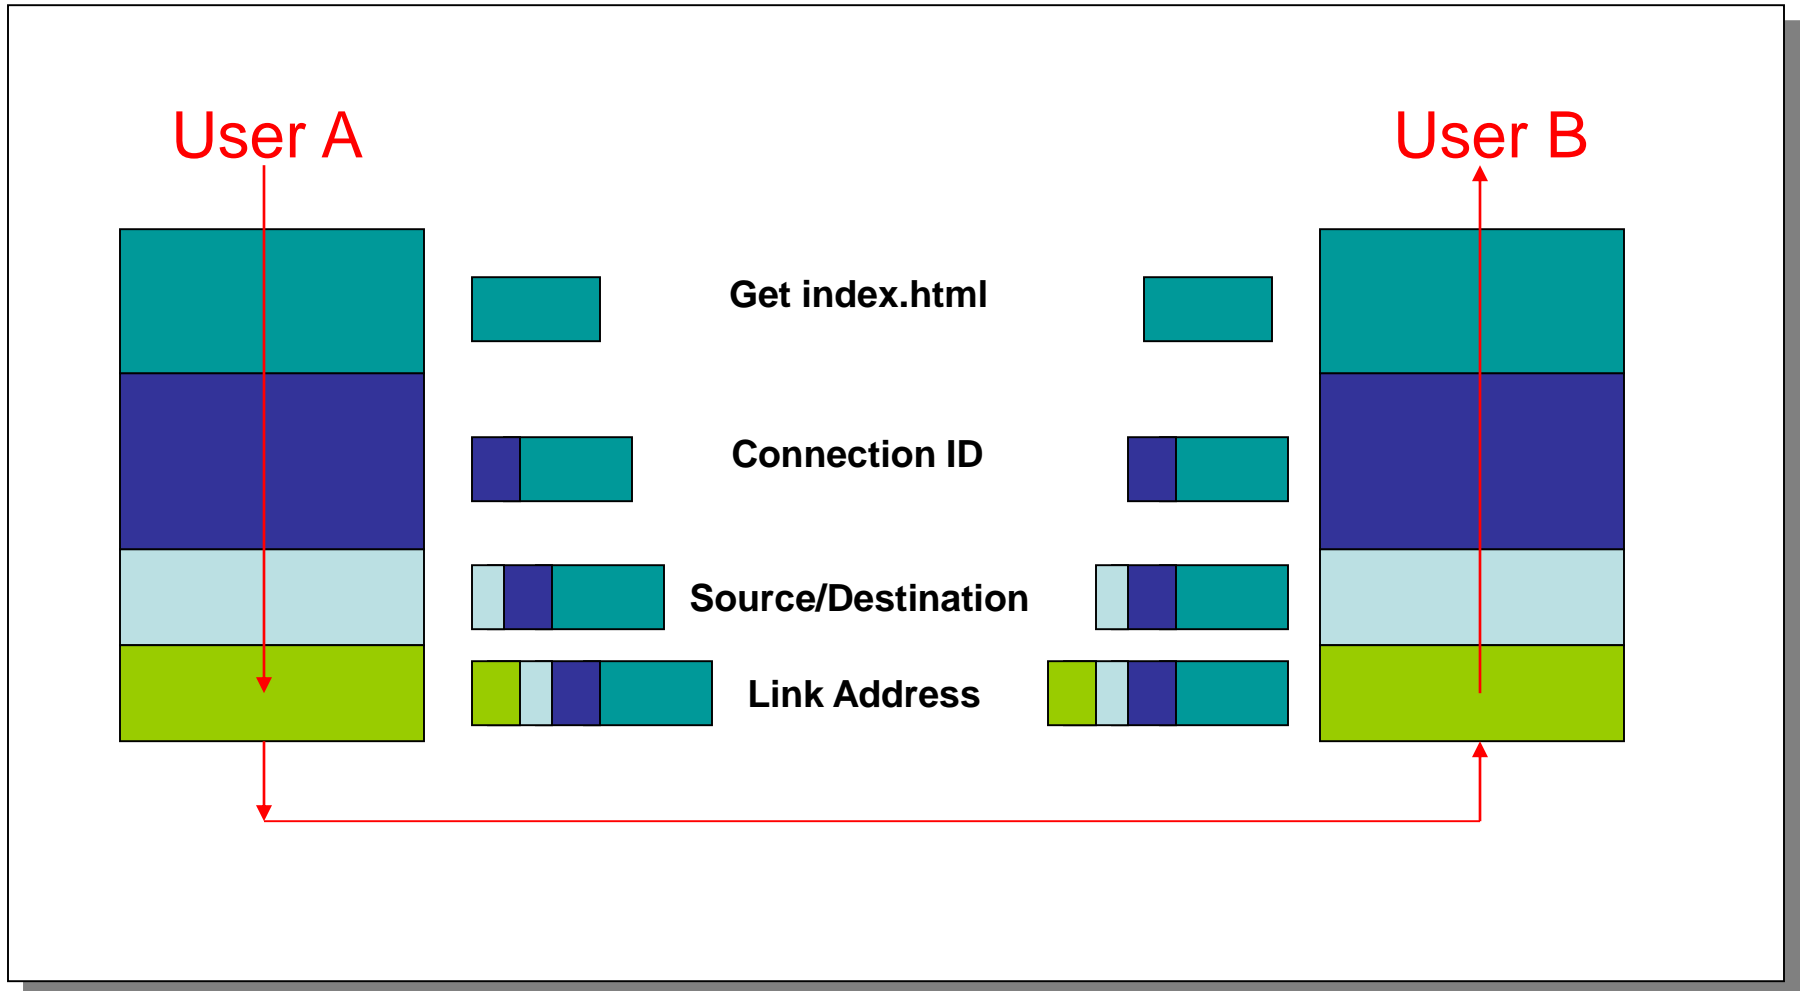 User A
User B
Get index.html
Connection ID
Source/Destination
Link Address